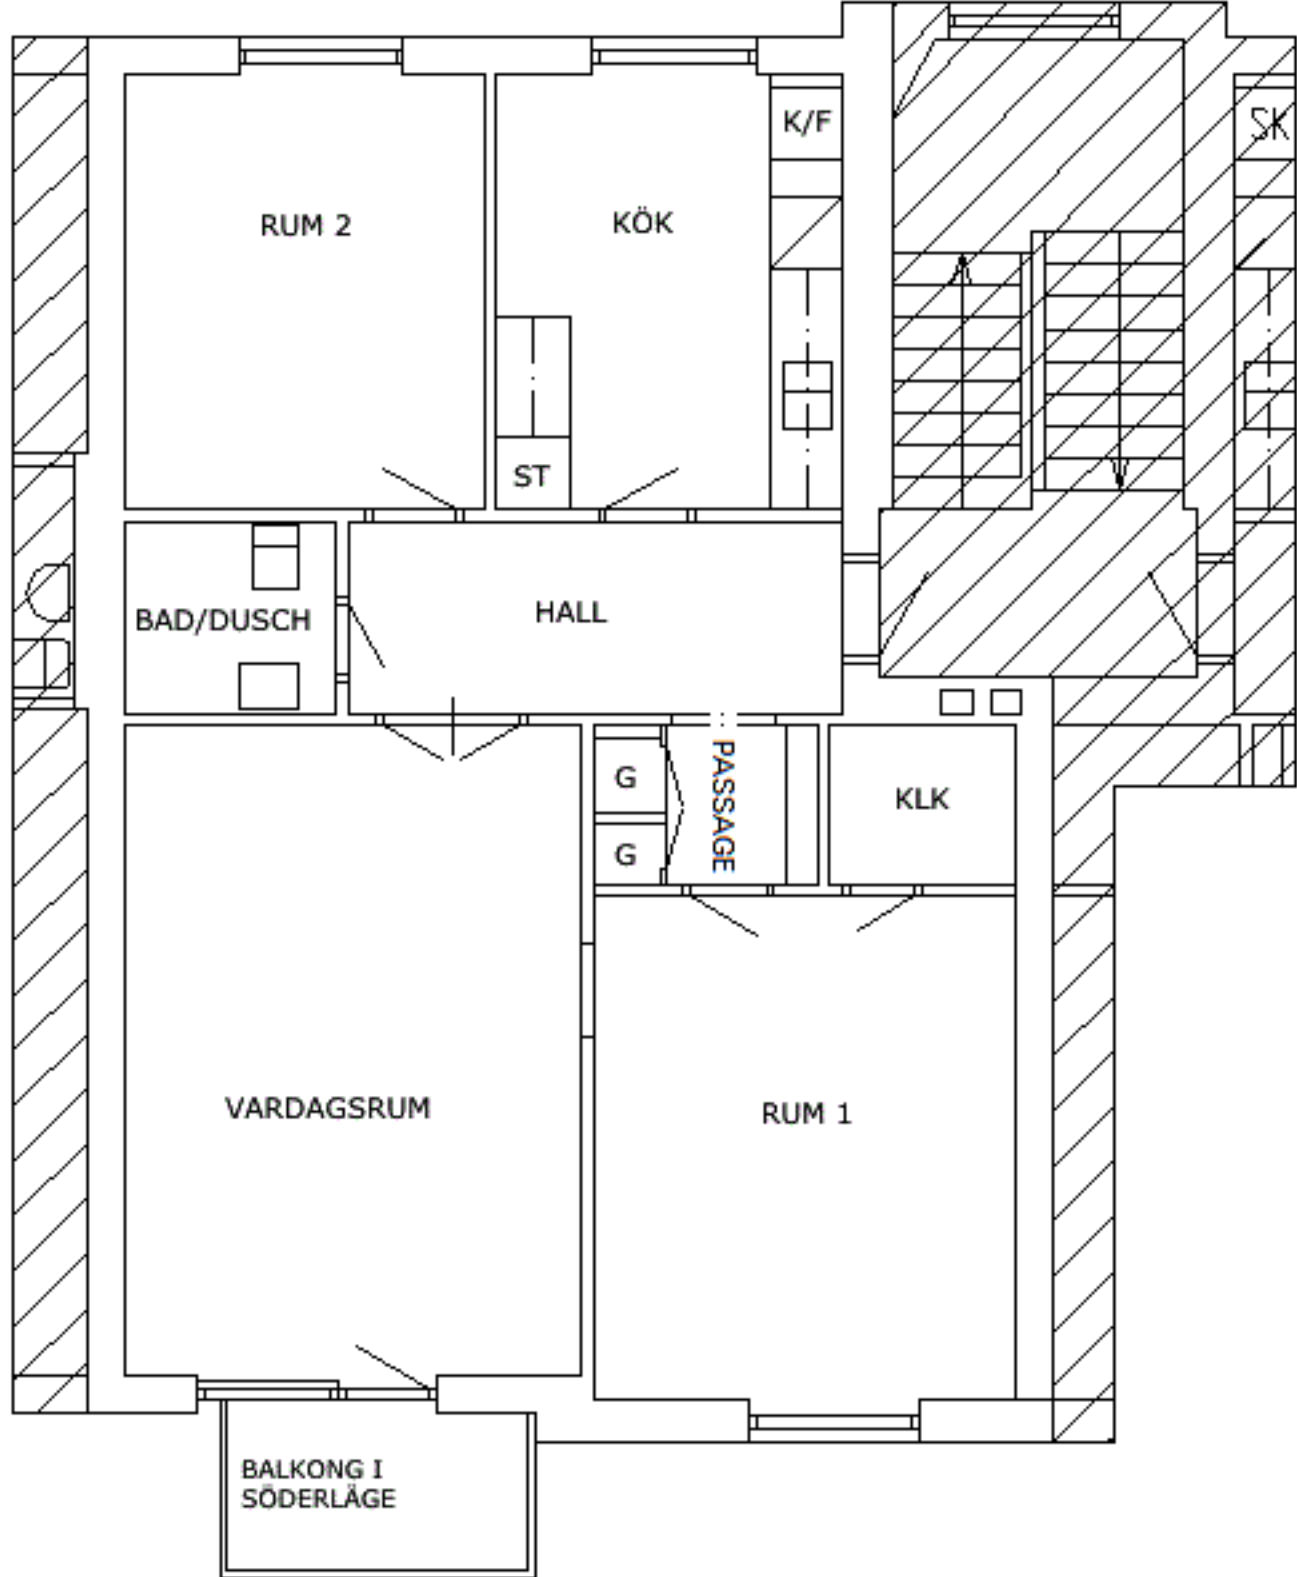 K/F
SK
RUM 2
KÖK
ST
BAD/DUSCH
HALL
G
PASSAGE
KLK
G
VARDAGSRUM
RUM 1
BALKONG I
SÖDERLÄGE